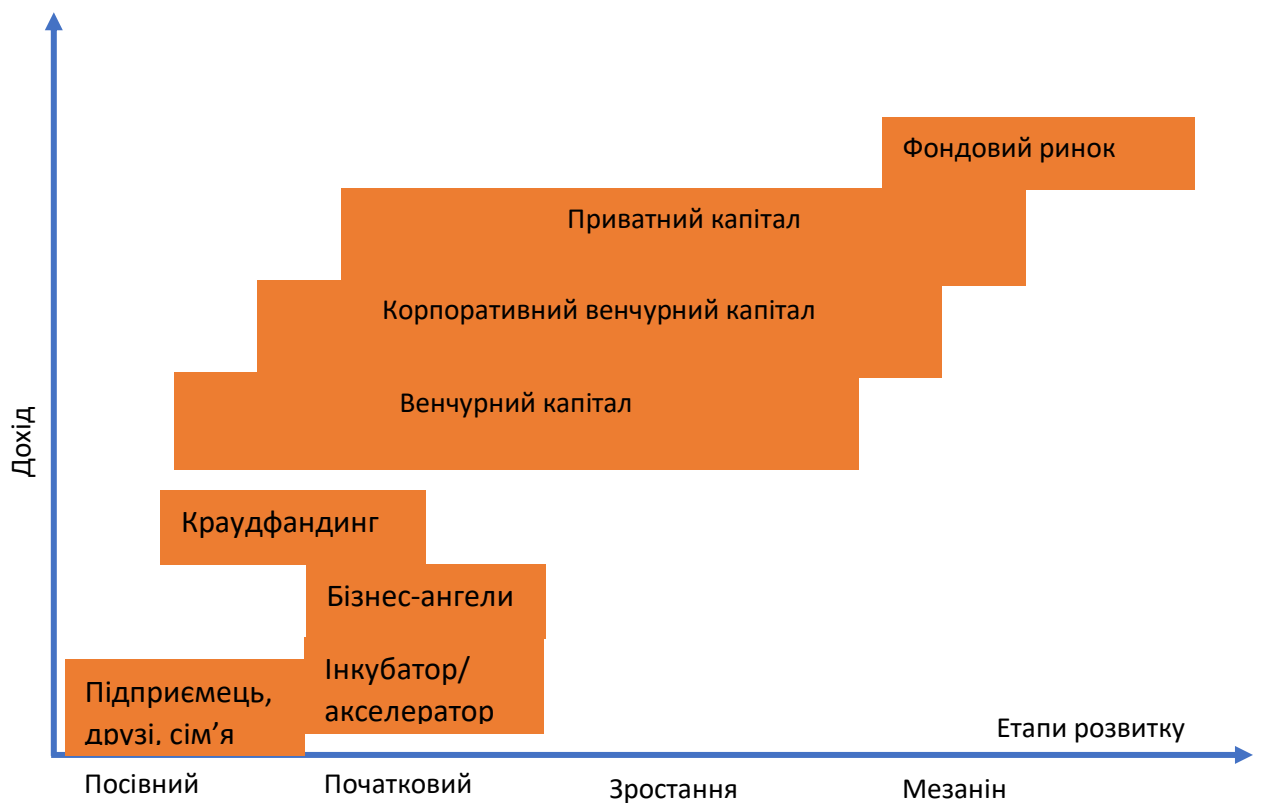 Фондовий ринок
Приватний капітал
Корпоративний венчурний капітал
Венчурний капітал
Дохід
Краудфандинг
Бізнес-ангели
Інкубатор/
акселератор
Підприємець,
друзі, сім’я
Етапи розвитку
Посівний
Початковий
Зростання
Мезанін